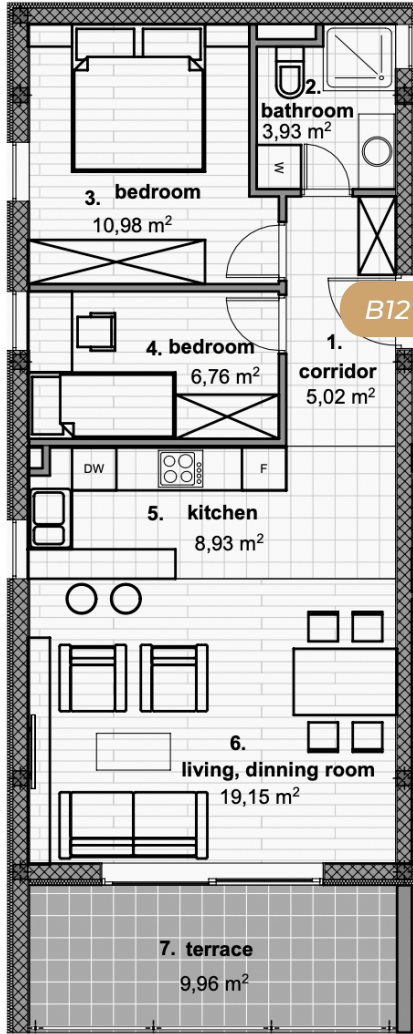 2.
bathroom
3,93 m²
W
3. bedroom
10,98 m²
B12
1.
corridor
5,02 m²
4. bedroom
6,76 m²
DW
F
5. kitchen
8,93 m²
6.
living, dinning room
19,15 m²
7. terrace
9,96 m²